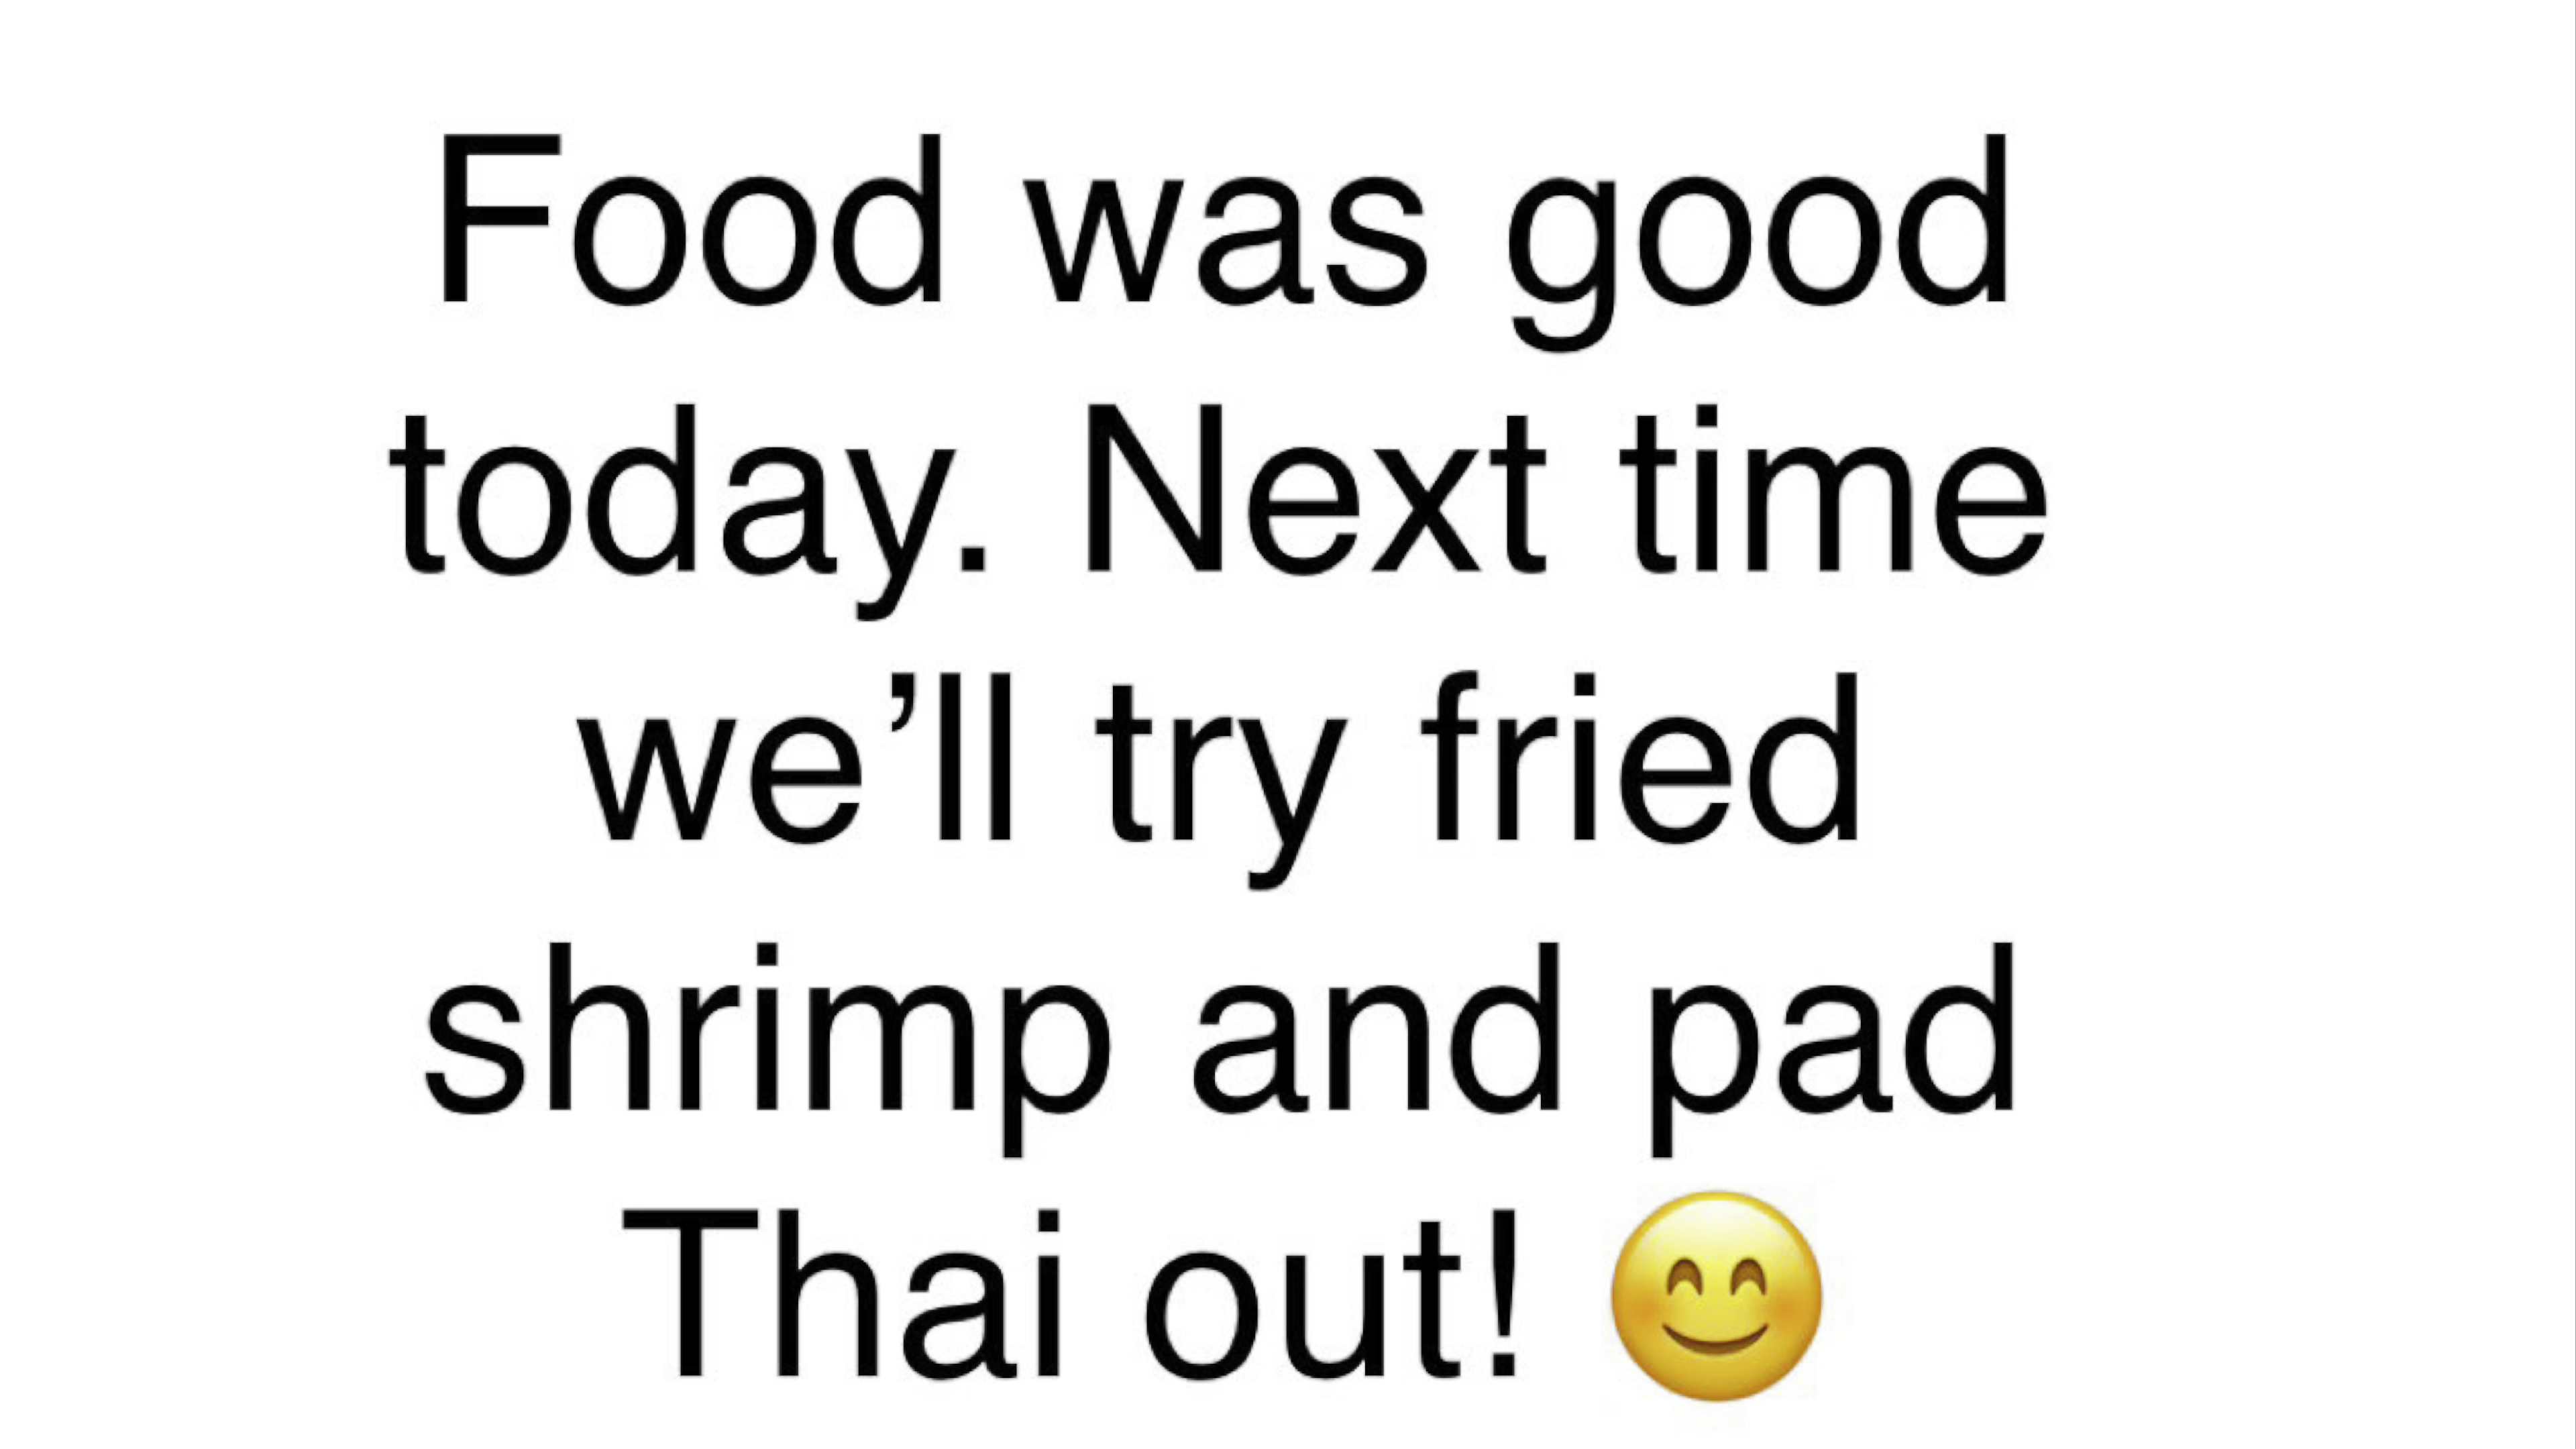 Food was good
today. Next time
we’ll try fried
shrimp and pad
Thai out! 😊